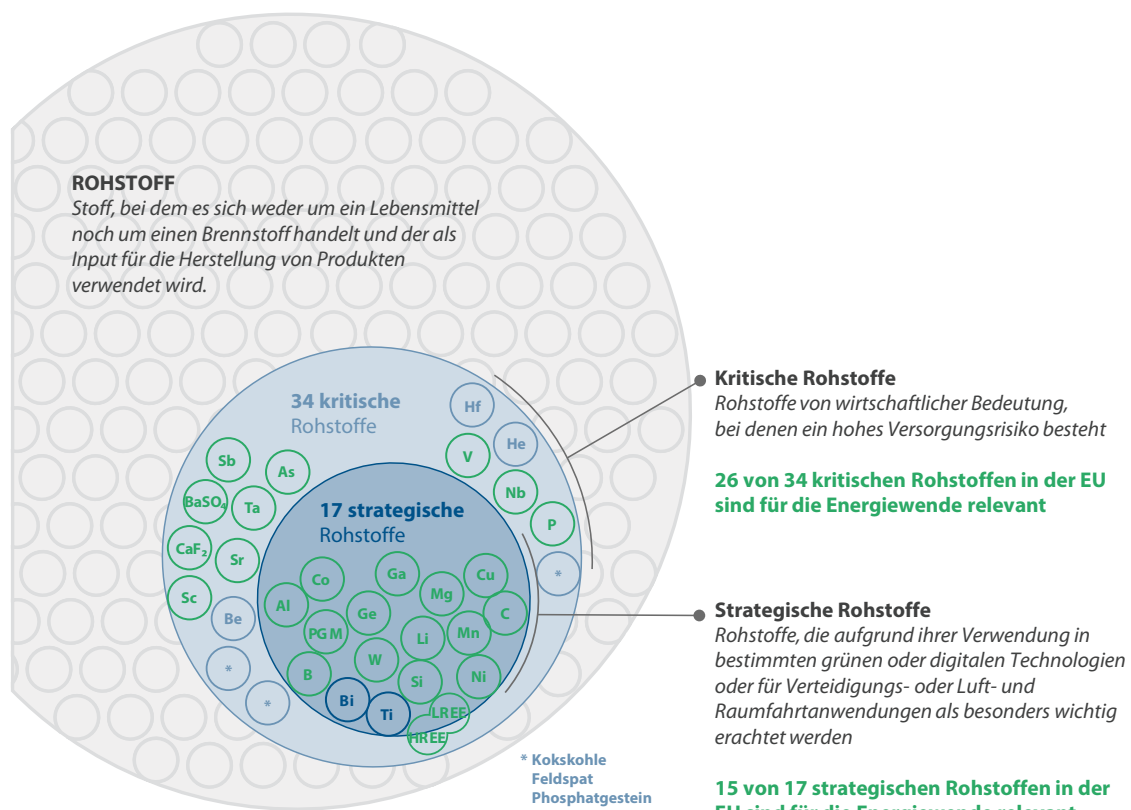 ROHSTOFF
Stoff, bei dem es sich weder um ein Lebensmittel
noch um einen Brennstoff handelt und der als
Input für die Herstellung von Produkten
verwendet wird.
34 kritische
Rohstoffe
Hf
He
V
Nb
P
*
Sb
As
BaSO₄
Ta
CaF₂
Sr
Sc
Be
*
*
17 strategische
Rohstoffe
Co
Ga
Cu
Al
Ge
Mg
C
PGM
Li
Mn
B
W
Si
Ni
Bi
Ti
LREE
HREE
* Kokskohle
Feldspat
Phosphatgestein
Kritische Rohstoffe
Rohstoffe von wirtschaftlicher Bedeutung,
bei denen ein hohes Versorgungsrisiko besteht
26 von 34 kritischen Rohstoffen in der EU
sind für die Energiewende relevant
Strategische Rohstoffe
Rohstoffe, die aufgrund ihrer Verwendung in
bestimmten grünen oder digitalen Technologien
oder für Verteidigungs- oder Luft- und
Raumfahrtanwendungen als besonders wichtig
erachtet werden
15 von 17 strategischen Rohstoffen in der
EU sind für die Energiewende relevant